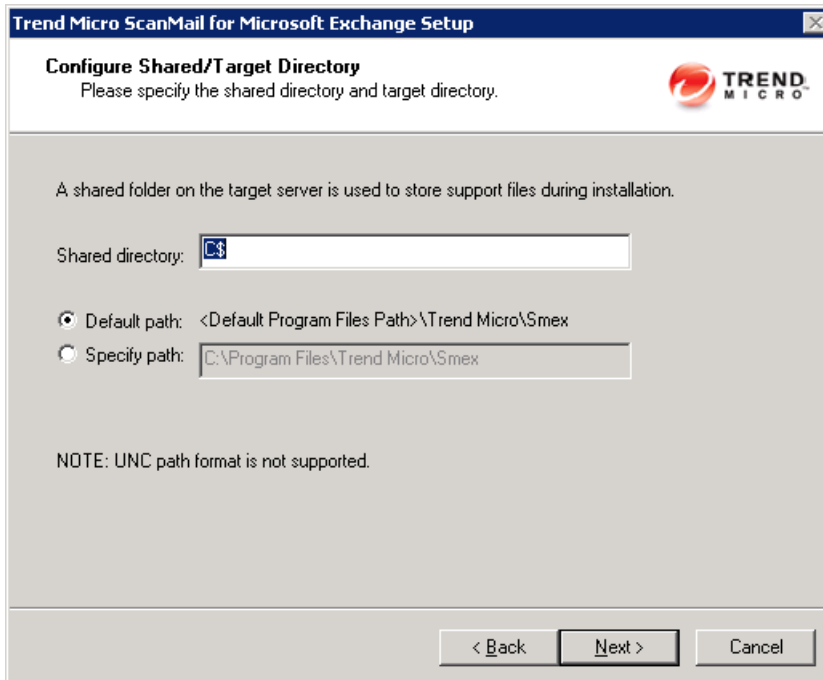 Trend Micro ScanMail for Microsoft Exchange Setup
Configure Shared/Target Directory
Please specify the shared directory and target directory.
TREND
MICRO™
A shared folder on the target server is used to store support files during installation.
Shared directory: C$
Default path: <Default Program Files Path>\Trend Micro\Smex
Specify path: C:\Program Files\Trend Micro\Smex
NOTE: UNC path format is not supported.
< Back Next > Cancel